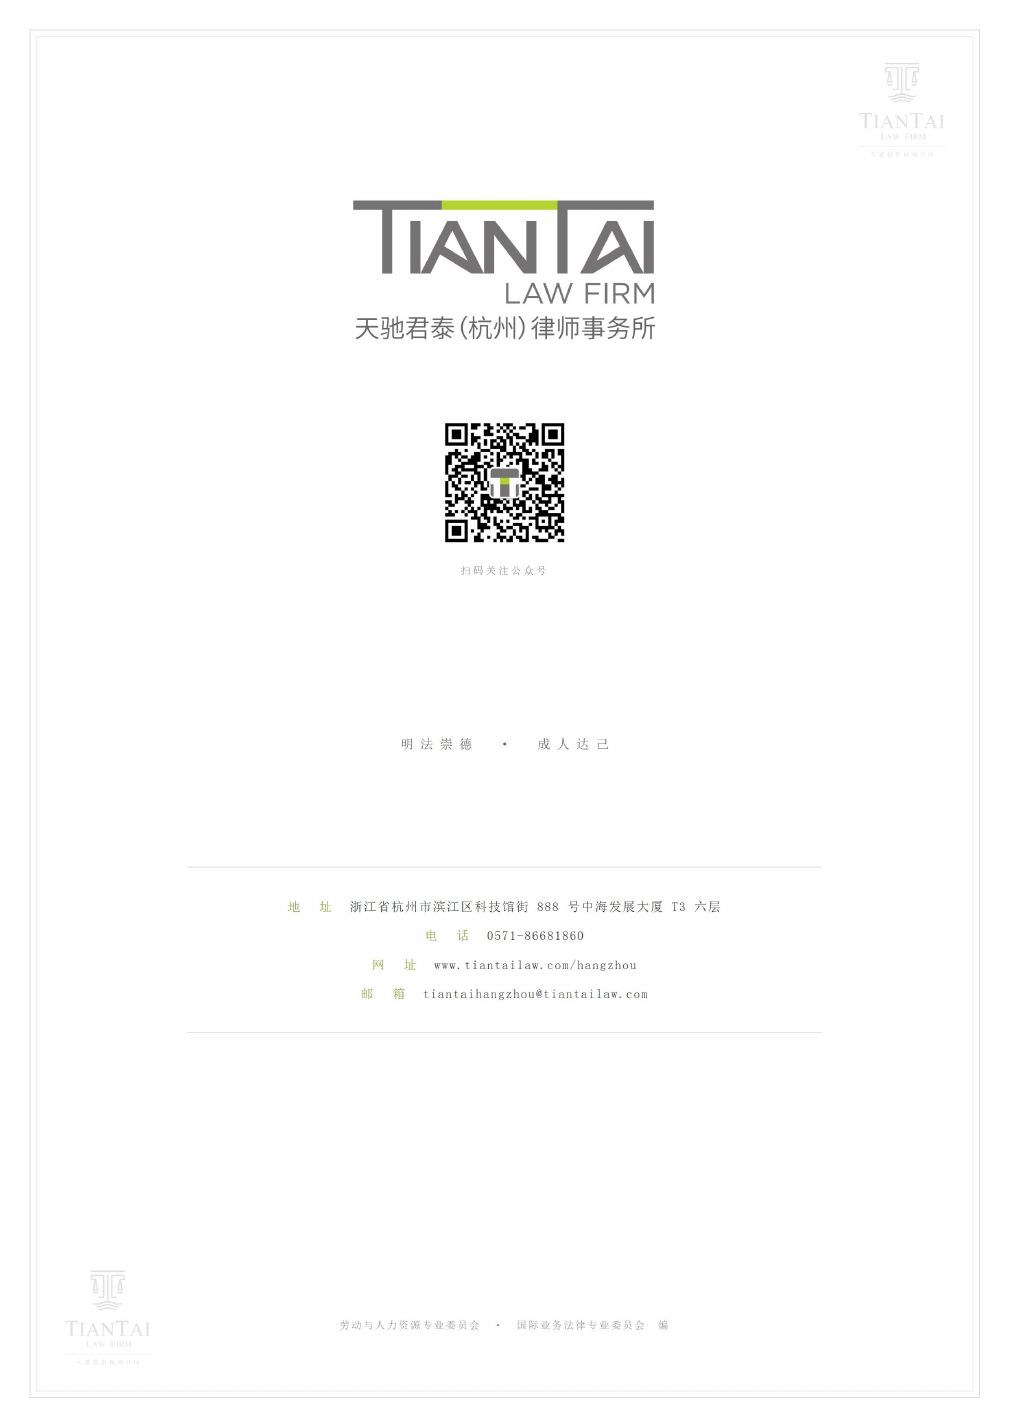 TIANTAI
LAW FIRM
TIANTAI
LAW FIRM
天驰君泰（杭州）律师事务所
扫码关注公众号
明法崇德 · 成人达己
地 址 浙江省杭州市滨江区科技馆街 888 号中海发展大厦 T3 六层
电 话 0571-86681860
网 址 www.tiantailaw.com/hangzhou
邮 箱 tiantaihangzhou@tiantailaw.com
TIANTAI
LAW FIRM
劳动与人力资源专业委员会 · 国际业务法律专业委员会 编